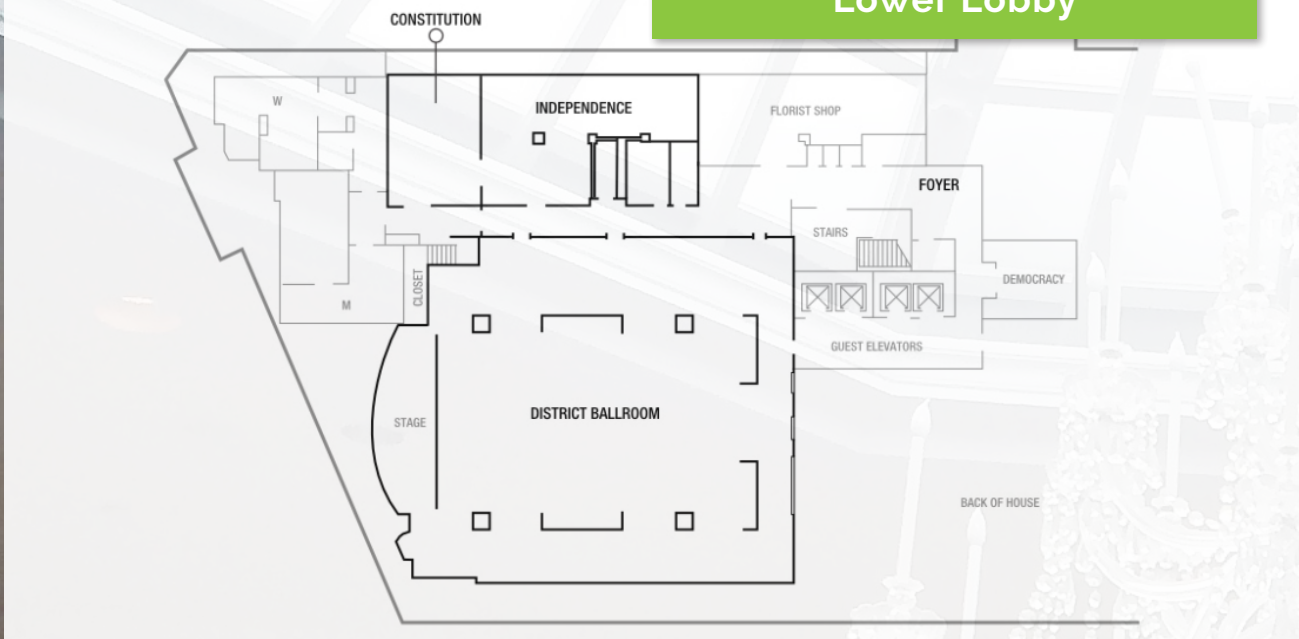 Lower Lobby
CONSTITUTION
W
INDEPENDENCE
FLORIST SHOP
FOYER
STAIRS
CLOSET
M
DEMOCRACY
GUEST ELEVATORS
STAGE
DISTRICT BALLROOM
BACK OF HOUSE